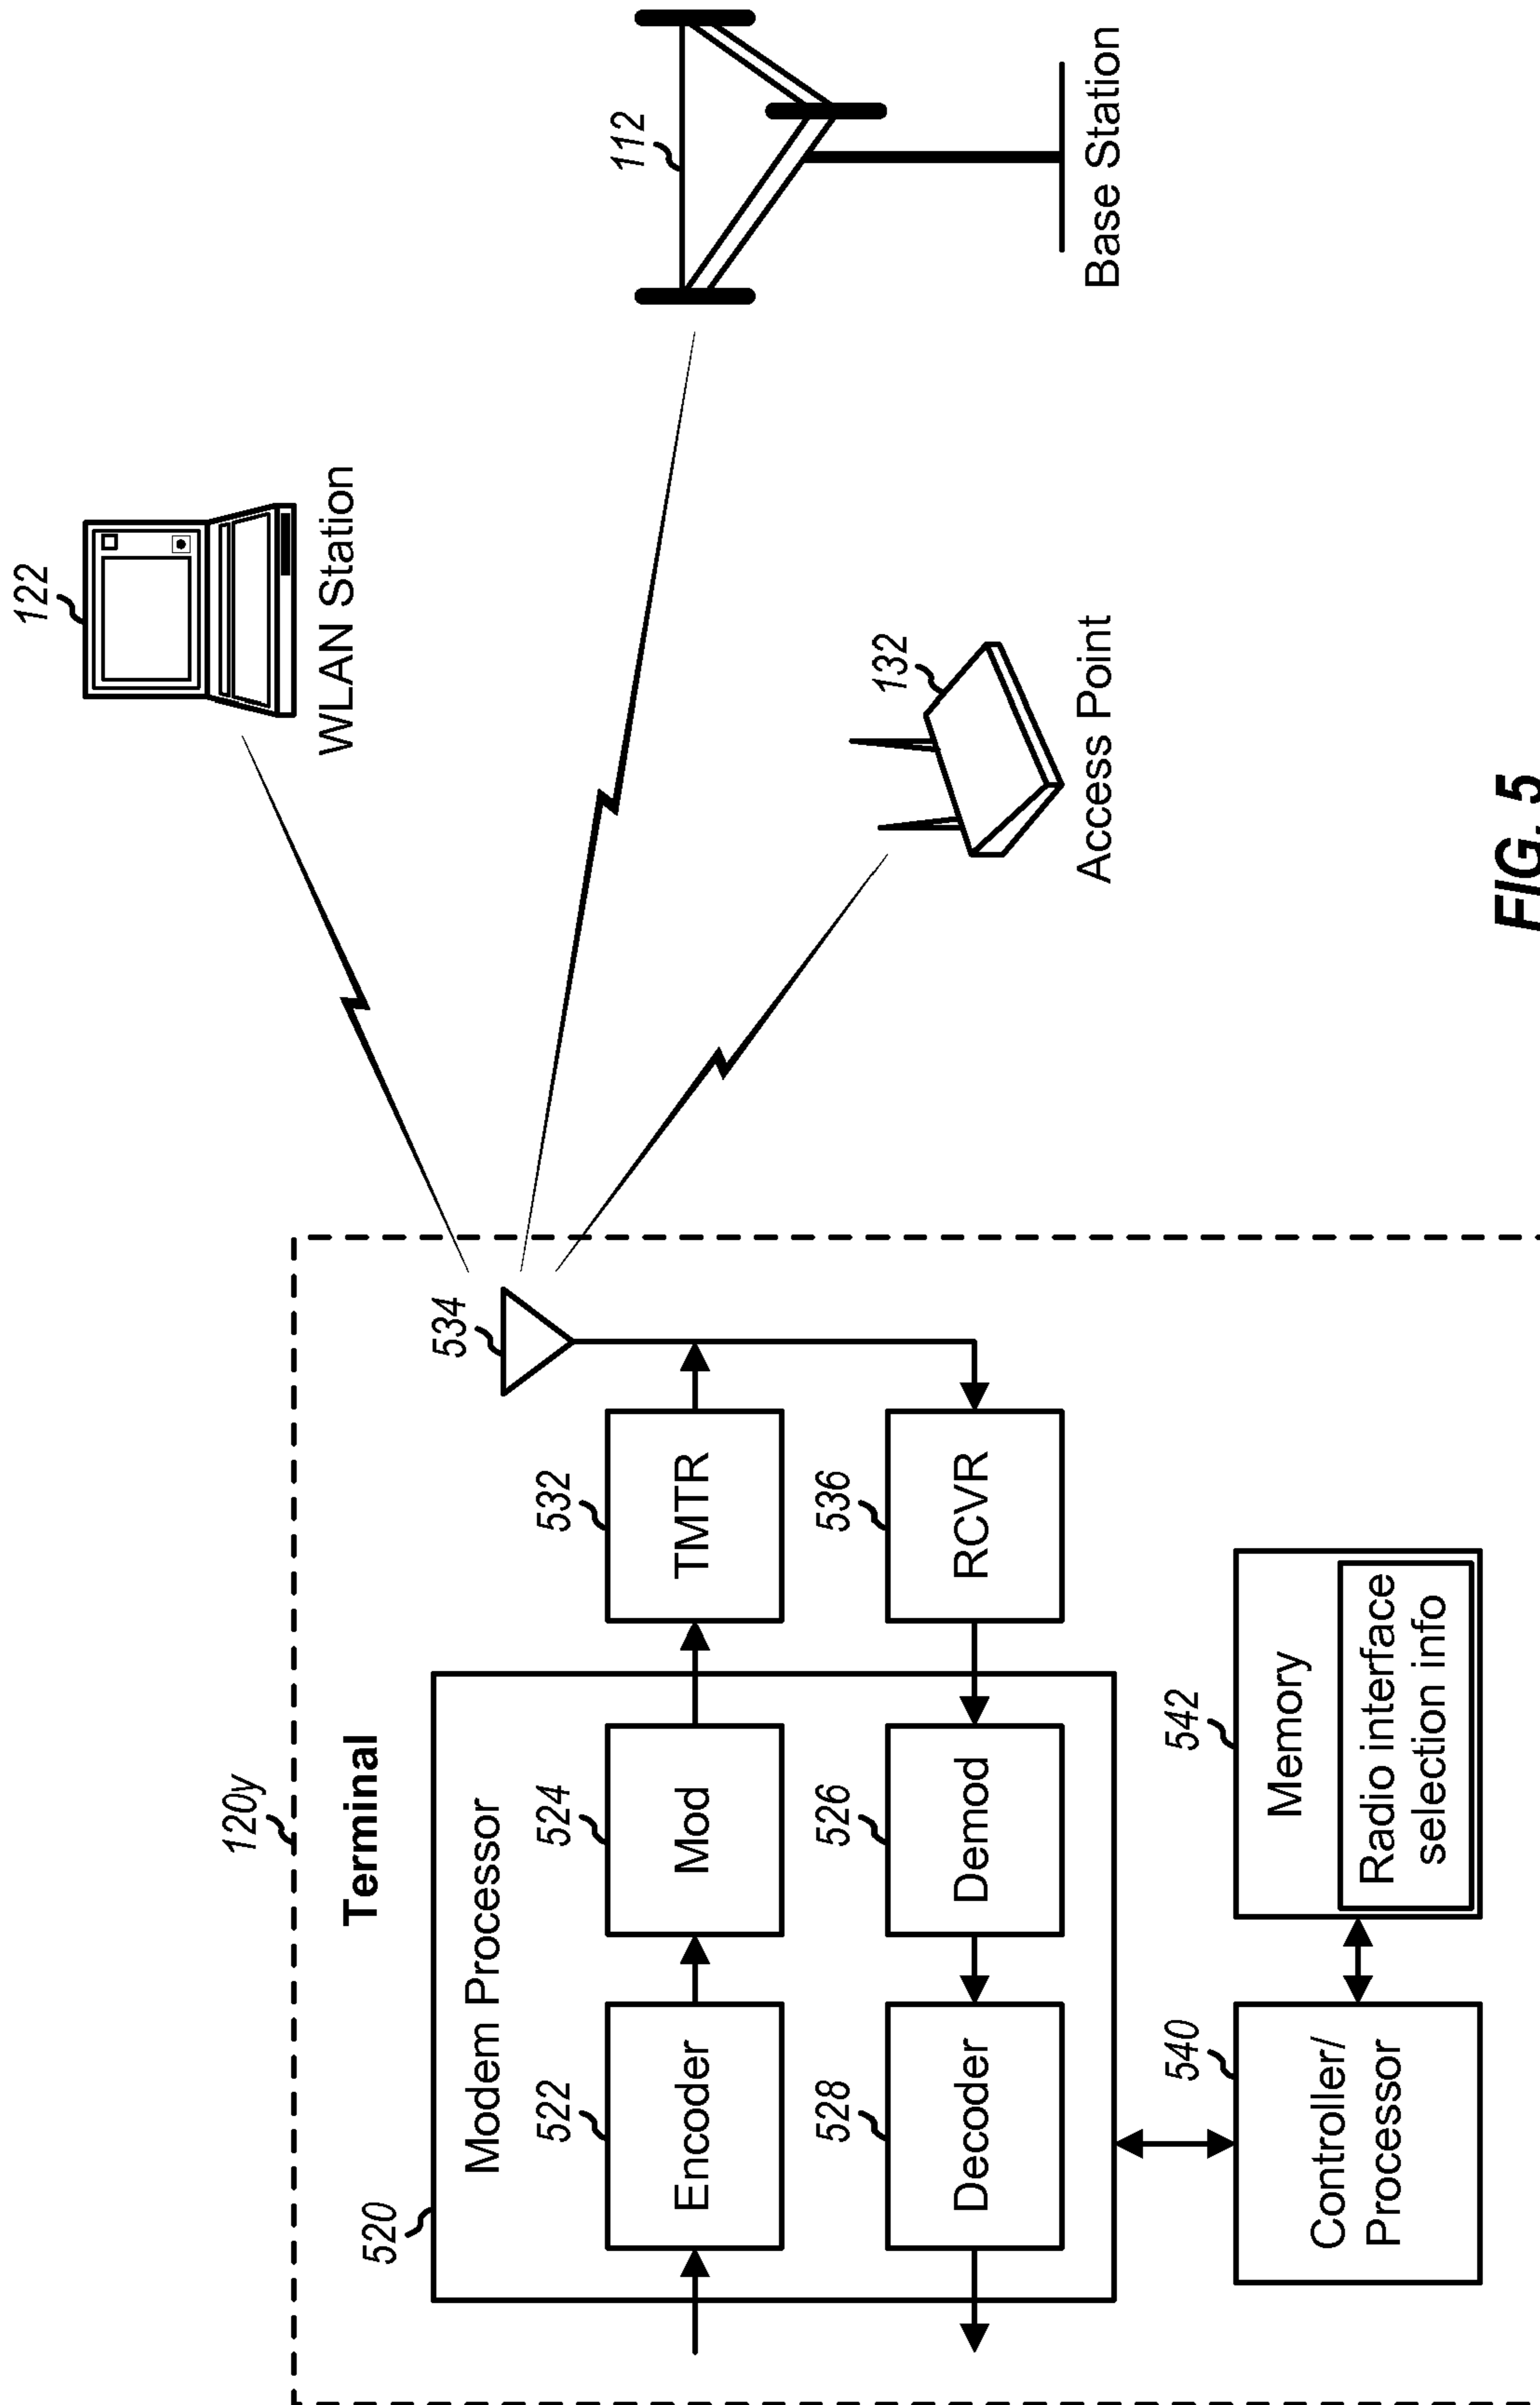 120y
Terminal
520
Modem Processor
522
Encoder
524
Mod
532
TMTR
534
528
Decoder
526
Demod
536
RCVR
540
Controller/
Processor
542
Memory
Radio interface
selection info
122
WLAN Station
112
Base Station
132
Access Point
FIG. 5